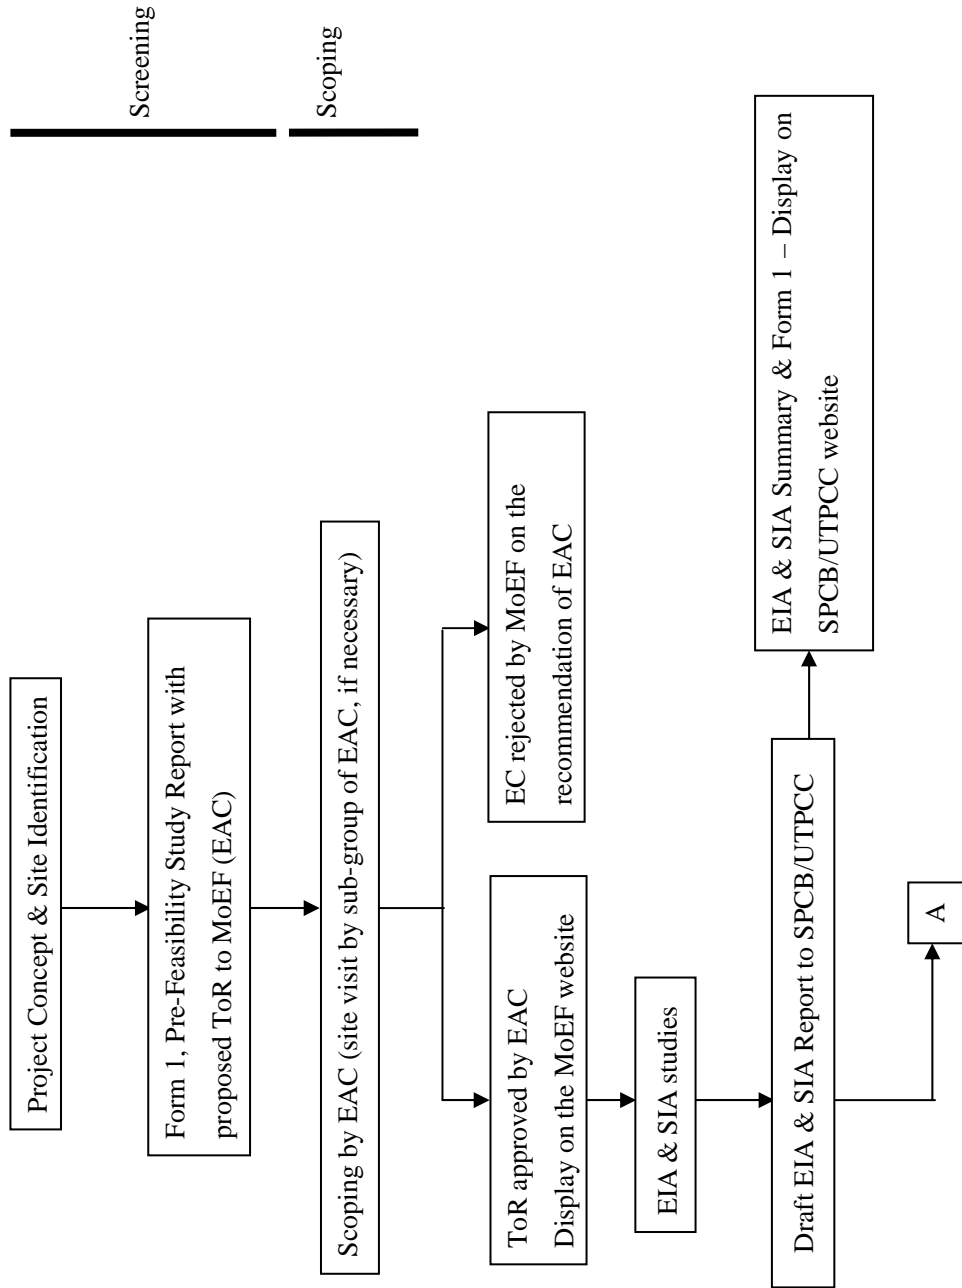 Project Concept & Site Identification
Screening
Form 1, Pre-Feasibility Study Report with
proposed ToR to MoEF (EAC)
Scoping by EAC (site visit by sub-group of EAC, if necessary)
Scoping
ToR approved by EAC
Display on the MoEF website
EC rejected by MoEF on the
recommendation of EAC
EIA & SIA studies
Draft EIA & SIA Report to SPCB/UTPCC
EIA & SIA Summary & Form 1 – Display on
SPCB/UTPCC website
A